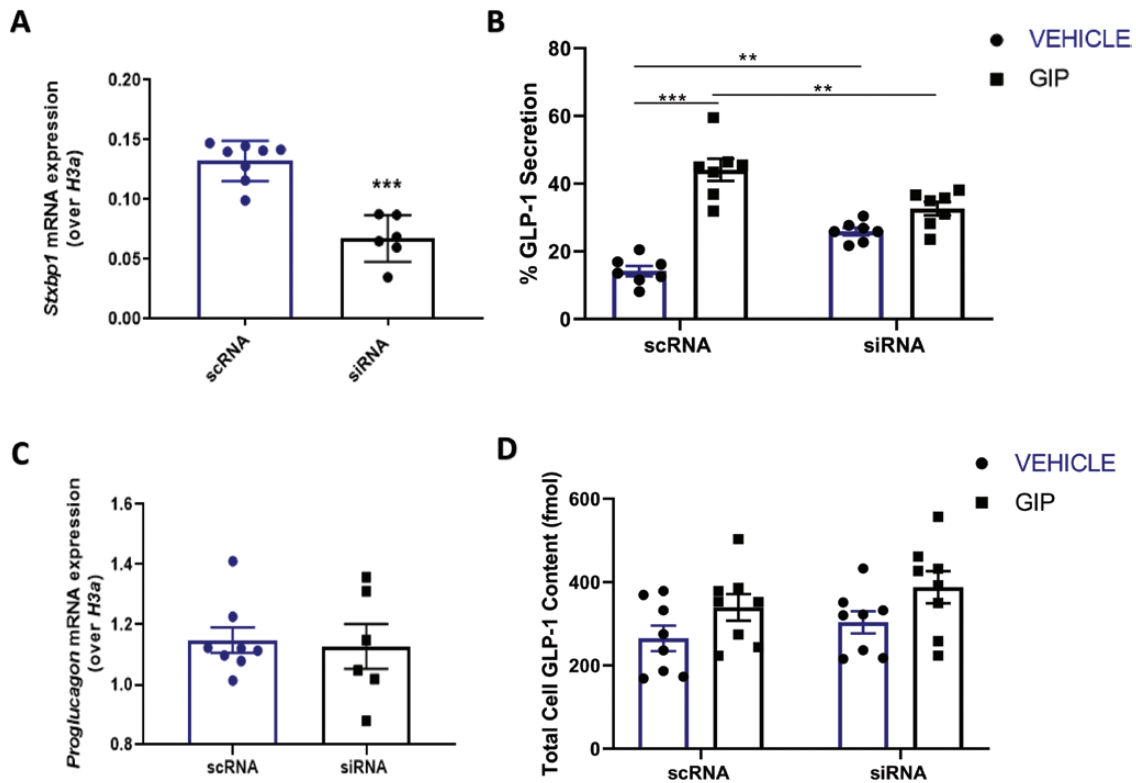 A
Stxbp1 mRNA expression
(over H3a)
0.20
0.15
0.10
0.05
0.00
***
scRNA
siRNA
B
VEHICLE
GIP
% GLP-1 Secretion
80
60
40
20
0
**
***
**
scRNA
siRNA
C
Proglucagon mRNA expression
(over H3a)
1.6
1.4
1.2
1.0
0.8
scRNA
siRNA
D
VEHICLE
GIP
Total Cell GLP-1 Content (fmol)
600
400
200
0
scRNA
siRNA